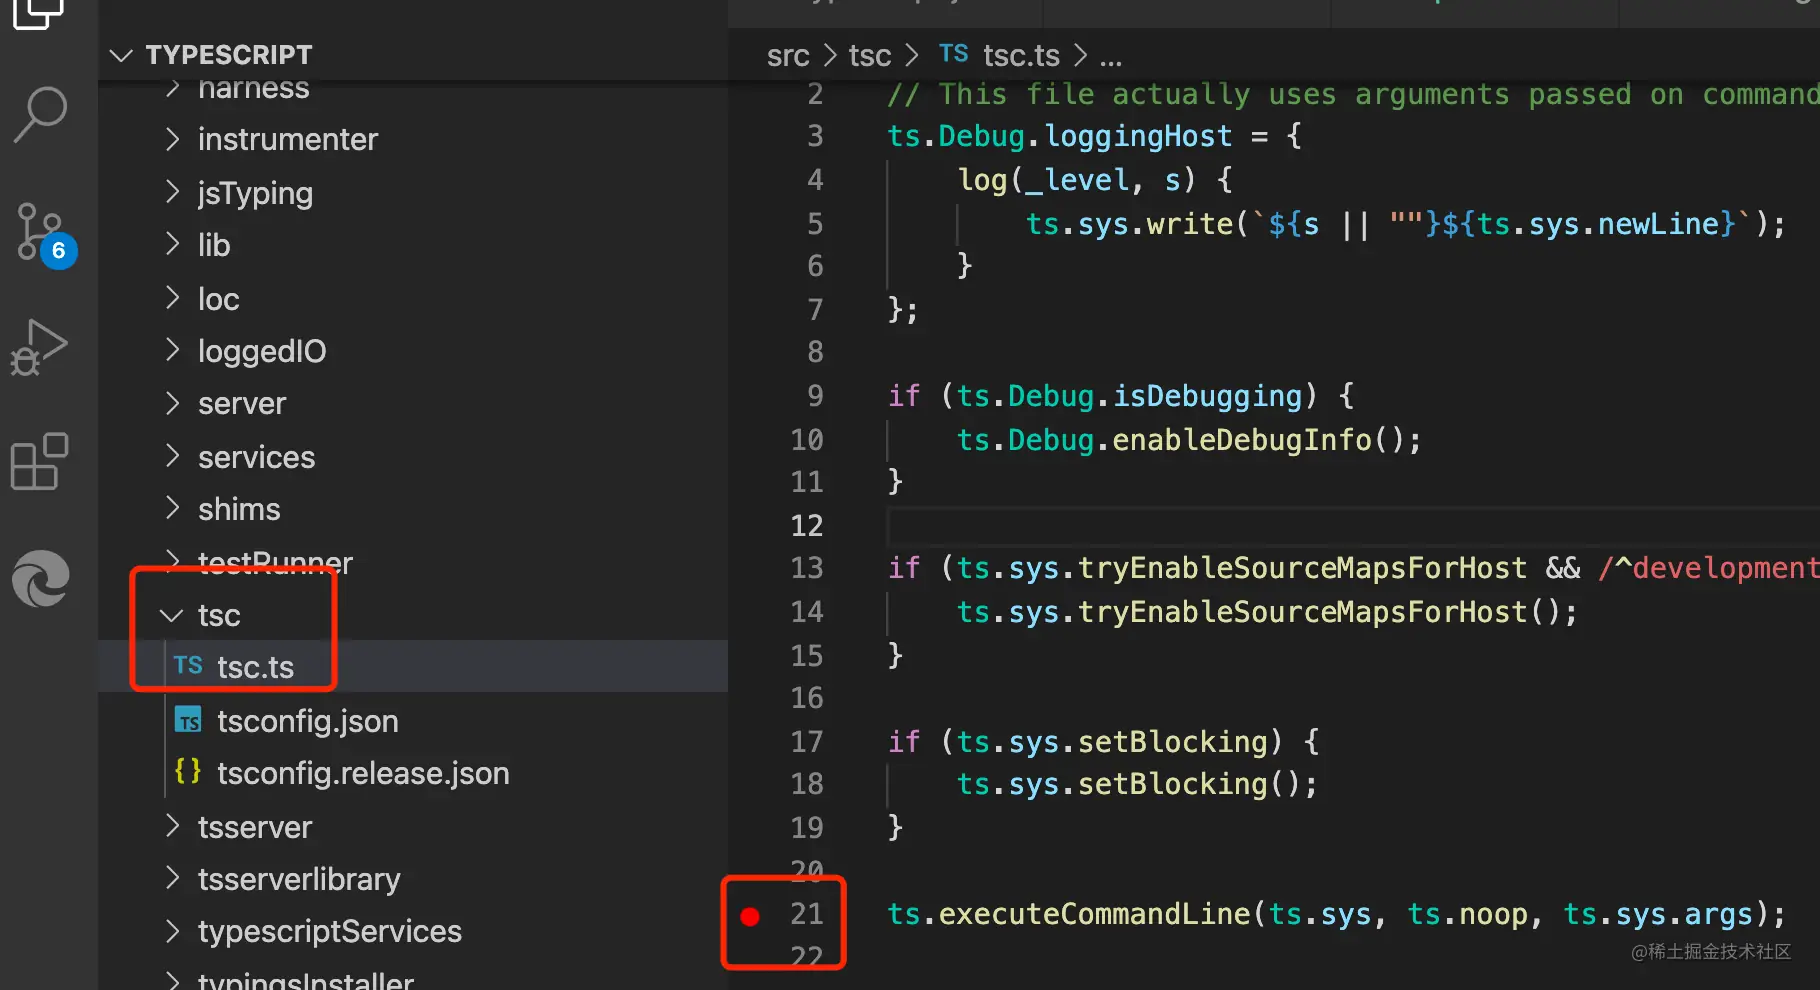 TYPESCRIPT
harness
instrumenter
jsTyping
lib
loc
loggedIO
server
services
shims
testRunner
tsc
TS tsc.ts
TS tsconfig.json
{} tsconfig.release.json
tsserver
tsserverlibrary
typescriptServices
typingsInstaller
6
src > tsc > TS tsc.ts > ...
2 // This file actually uses arguments passed on command
3 ts.Debug.loggingHost = {
4 log(_level, s) {
5 ts.sys.write(`${s || ""}${ts.sys.newLine}`);
6 }
7 };
8
9 if (ts.Debug.isDebugging) {
10 ts.Debug.enableDebugInfo();
11 }
12
13 if (ts.sys.tryEnableSourceMapsForHost && /^development
14 ts.sys.tryEnableSourceMapsForHost();
15 }
16
17 if (ts.sys.setBlocking) {
18 ts.sys.setBlocking();
19 }
20
21 ts.executeCommandLine(ts.sys, ts.noop, ts.sys.args);
22
@稀土掘金技术社区